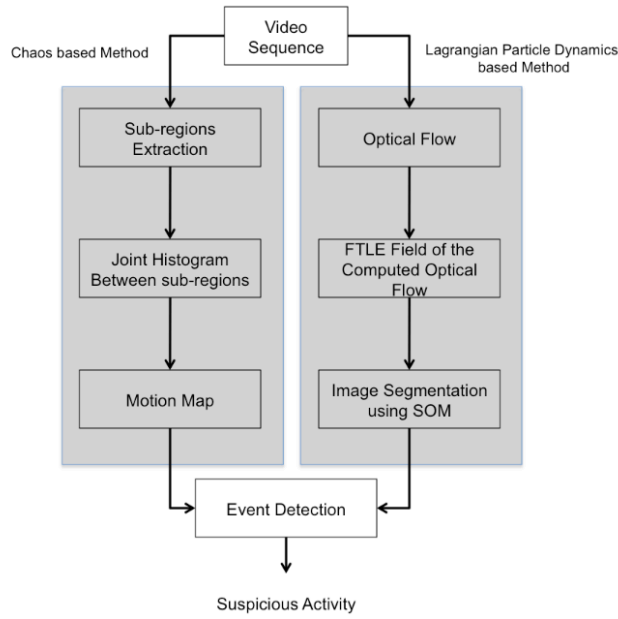 Video
Sequence
Chaos based Method
Lagrangian Particle Dynamics
based Method
Sub-regions
Extraction
Optical Flow
Joint Histogram
Between sub-regions
FTLE Field of the
Computed Optical
Flow
Motion Map
Image Segmentation
using SOM
Event Detection
Suspicious Activity